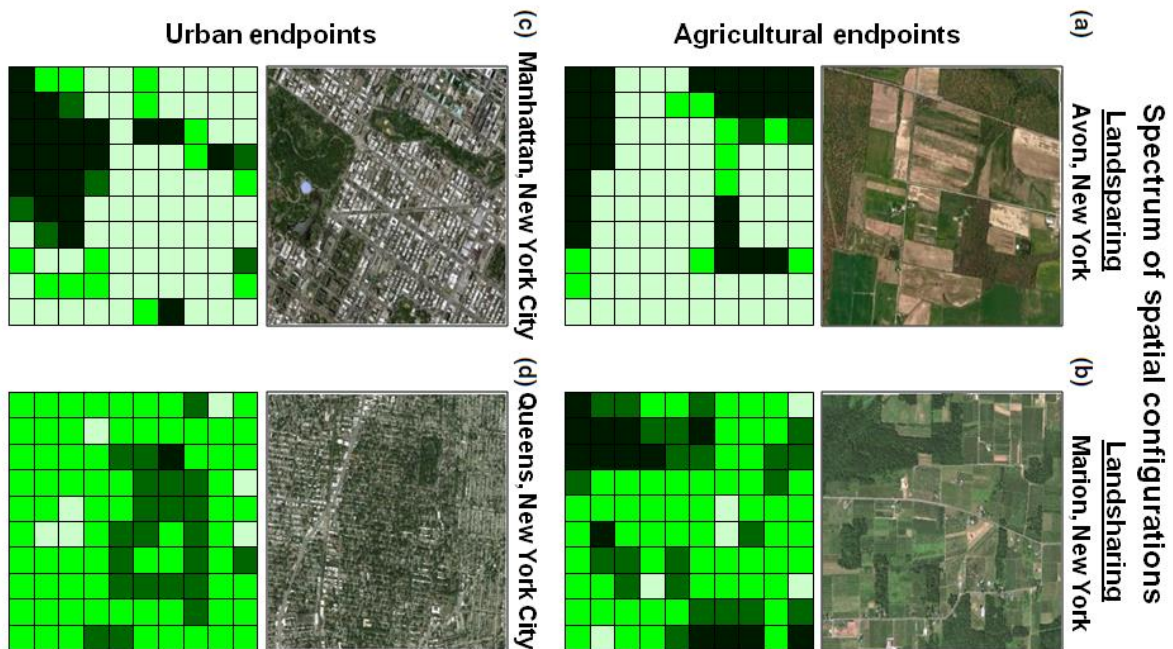 Spectrum of spatial configurations
Landsparing
Landsharing
(a)
Avon, New York
(b)
Marion, New York
Agricultural endpoints
(c) Manhattan, New York City
(d) Queens, New York City
Urban endpoints